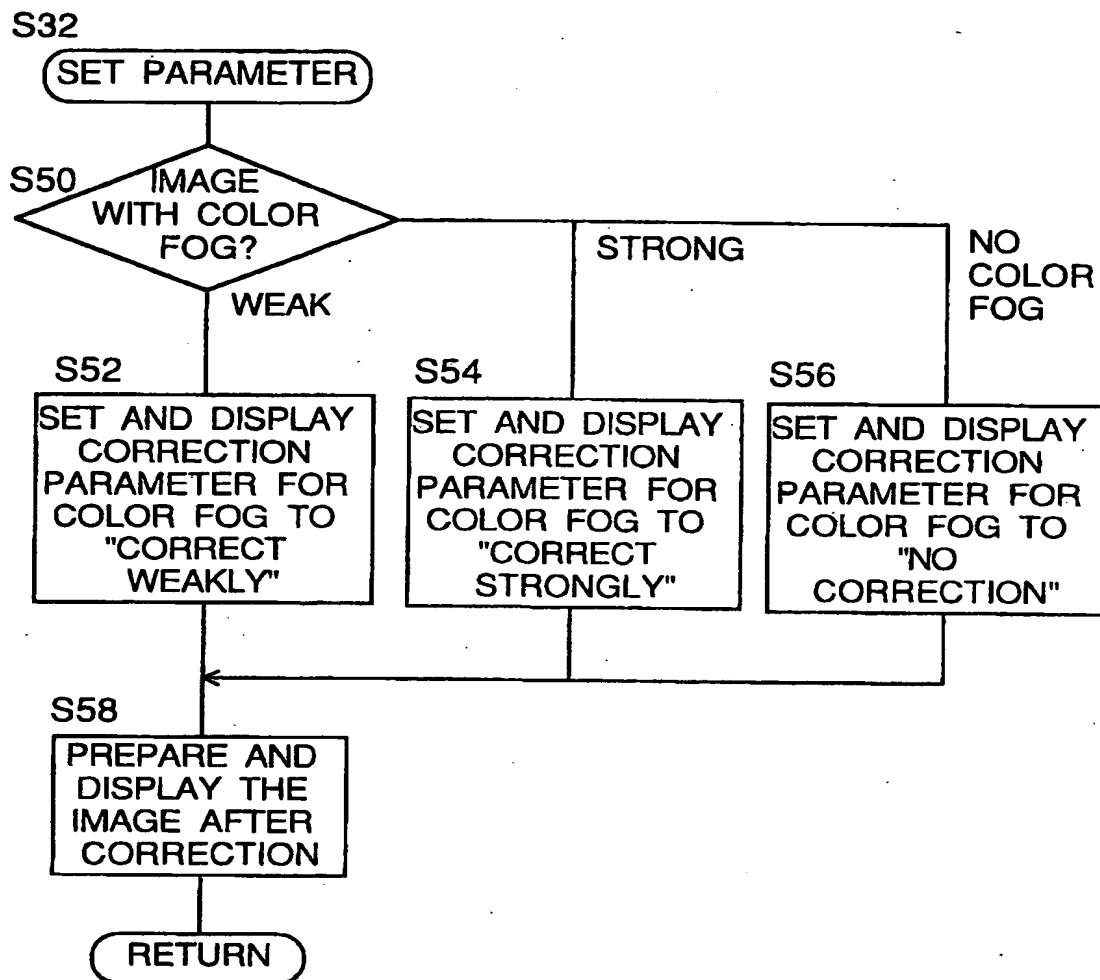 S32
SET PARAMETER
S50
IMAGE
WITH COLOR
FOG?
STRONG
NO
COLOR
FOG
WEAK
S52
SET AND DISPLAY
CORRECTION
PARAMETER FOR
COLOR FOG TO
"CORRECT
WEAKLY"
S54
SET AND DISPLAY
CORRECTION
PARAMETER FOR
COLOR FOG TO
"CORRECT
STRONGLY"
S56
SET AND DISPLAY
CORRECTION
PARAMETER FOR
COLOR FOG TO
"NO
CORRECTION"
S58
PREPARE AND
DISPLAY THE
IMAGE AFTER
CORRECTION
RETURN